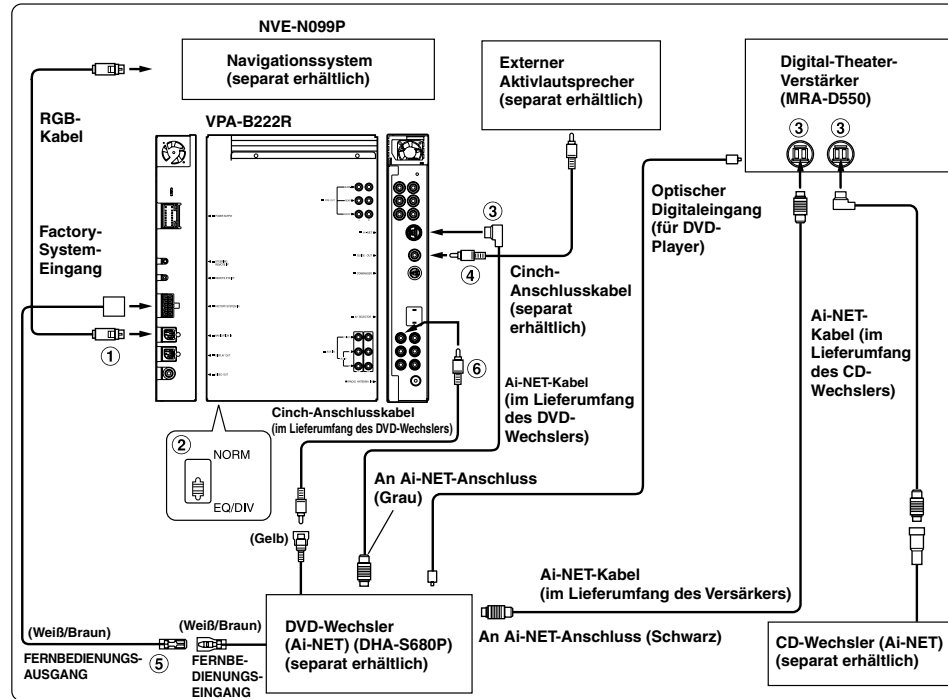 NVE-N099P
Navigationssystem
(separat erhältlich)
Externer
Aktivlautsprecher
(separat erhältlich)
Digital-Theater-
Verstärker
(MRA-D550)
③
③
RGB-
Kabel
VPA-B222R
Factory-
System-
Eingang
①
③
④
⑥
Cinch-
Anschlusskabel
(separat
erhältlich)
Optischer
Digitaleingang
(für DVD-
Player)
Ai-NET-
Kabel (im
Lieferumfang
des CD-
Wechslers)
Ai-NET-Kabel
(im Lieferumfang
des DVD-
Wechslers)
Cinch-Anschlusskabel
(im Lieferumfang des DVD-Wechslers)
②
NORM
EQ/DIV
An Ai-NET-Anschluss
(Grau)
(Gelb)
Ai-NET-Kabel
(im Lieferumfang des Versärkers)
An Ai-NET-Anschluss (Schwarz)
(Weiß/Braun)
(Weiß/Braun)
FERNBEDIENUNGS-
AUSGANG
⑤
FERNBE-
DIENUNGS-
EINGANG
DVD-Wechsler
(Ai-NET) (DHA-S680P)
(separat erhältlich)
CD-Wechsler (Ai-NET)
(separat erhältlich)